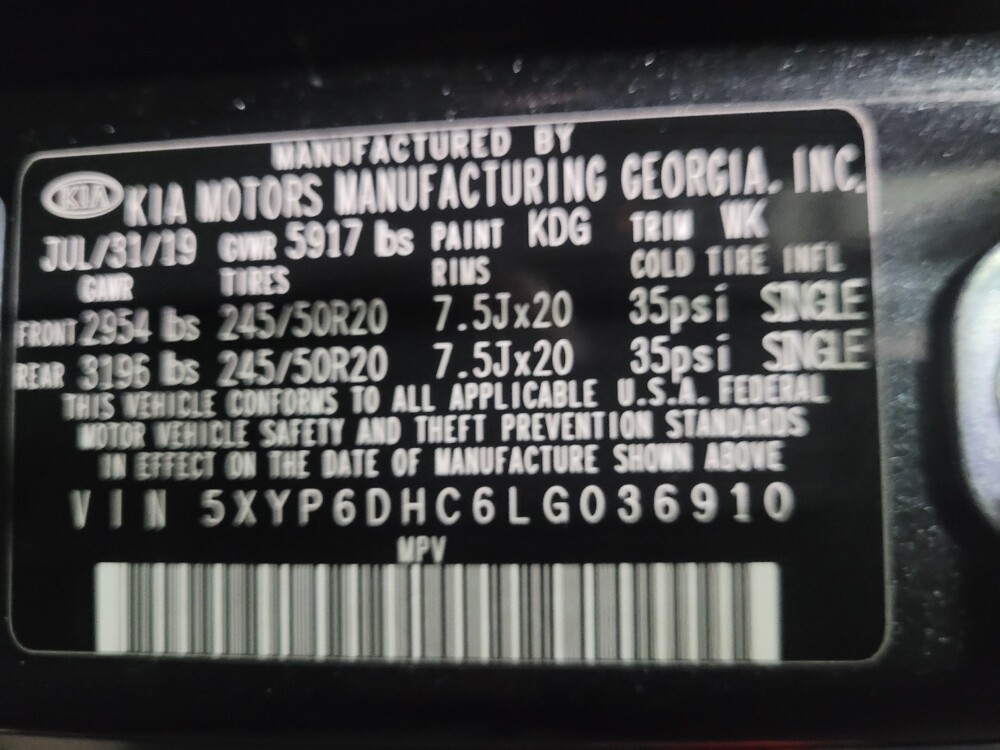 MANUFACTURED BY
KIA KIA MOTORS MANUFACTURING GEORGIA, INC.
JUL/31/19 GVWR 5917 lbs PAINT KDG TRIM WK
GAWR TIRES RIMS COLD TIRE INFL
FRONT 2954 lbs 245/50R20 7.5Jx20 35psi SINGLE
REAR 3196 lbs 245/50R20 7.5Jx20 35psi SINGLE
THIS VEHICLE CONFORMS TO ALL APPLICABLE U.S.A. FEDERAL
MOTOR VEHICLE SAFETY AND THEFT PREVENTION STANDARDS
IN EFFECT ON THE DATE OF MANUFACTURE SHOWN ABOVE
VIN 5XYP6DHC6LG036910
MPV